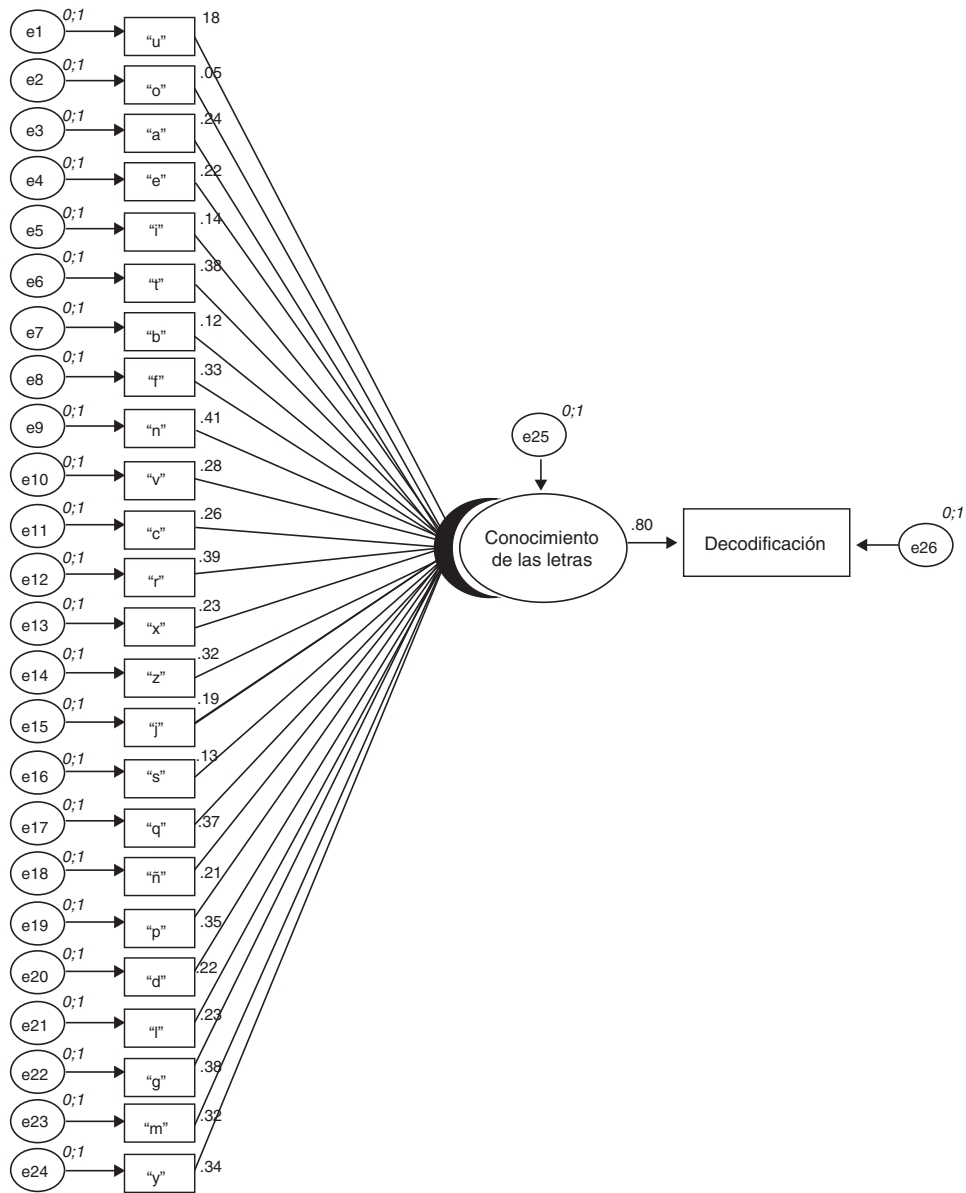 e1 0;1 “u” 18
e2 0;1 “o” .05
e3 0;1 “a” .24
e4 0;1 “e” .22
e5 0;1 “i” .14
e6 0;1 “t” .38
e7 0;1 “b” .12
e8 0;1 “f” .33
e9 0;1 “n” .41
e10 0;1 “v” .28
e11 0;1 “c” .26
e12 0;1 “r” .39
e13 0;1 “x” .23
e14 0;1 “z” .32
e15 0;1 “j” .19
e16 0;1 “s” .13
e17 0;1 “q” .37
e18 0;1 “ñ” .21
e19 0;1 “p” .35
e20 0;1 “d” .22
e21 0;1 “l” .23
e22 0;1 “g” .38
e23 0;1 “m” .32
e24 0;1 “y” .34
e25 0;1
Conocimiento
de las letras
.80
Decodificación
e26 0;1